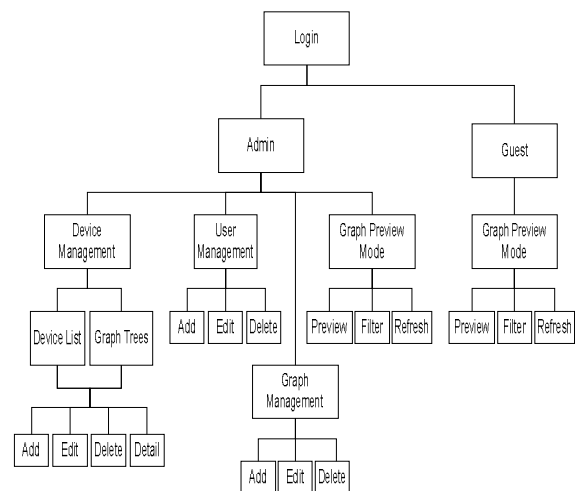 Login
Admin
Guest
Device
Management
User
Management
Graph Preview
Mode
Graph Preview
Mode
Device List
Graph Trees
Add
Edit
Delete
Preview
Filter
Refresh
Preview
Filter
Refresh
Graph
Management
Add
Edit
Delete
Detail
Add
Edit
Delete